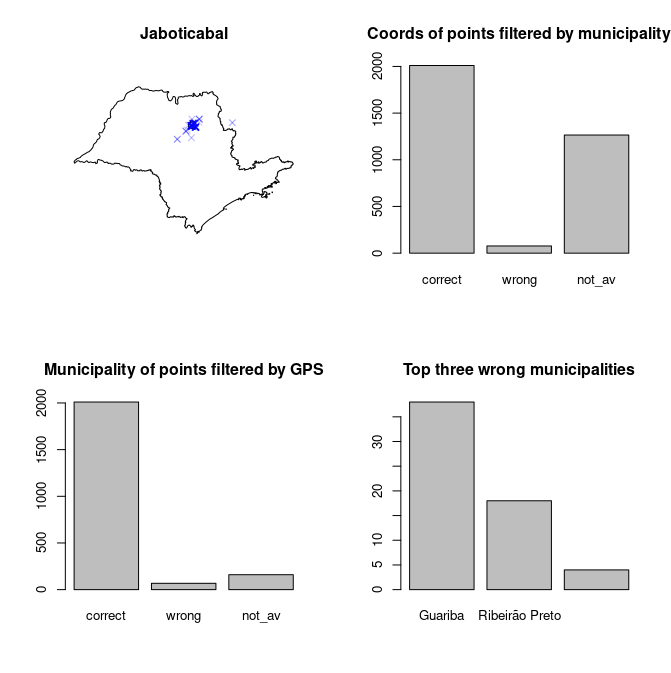 Jaboticabal
Coords of points filtered by municipality
2000
1500
1000
500
0
correct wrong not_av
Municipality of points filtered by GPS
2000
1500
1000
500
0
correct wrong not_av
Top three wrong municipalities
30
20
10
5
0
Guariba Ribeirão Preto